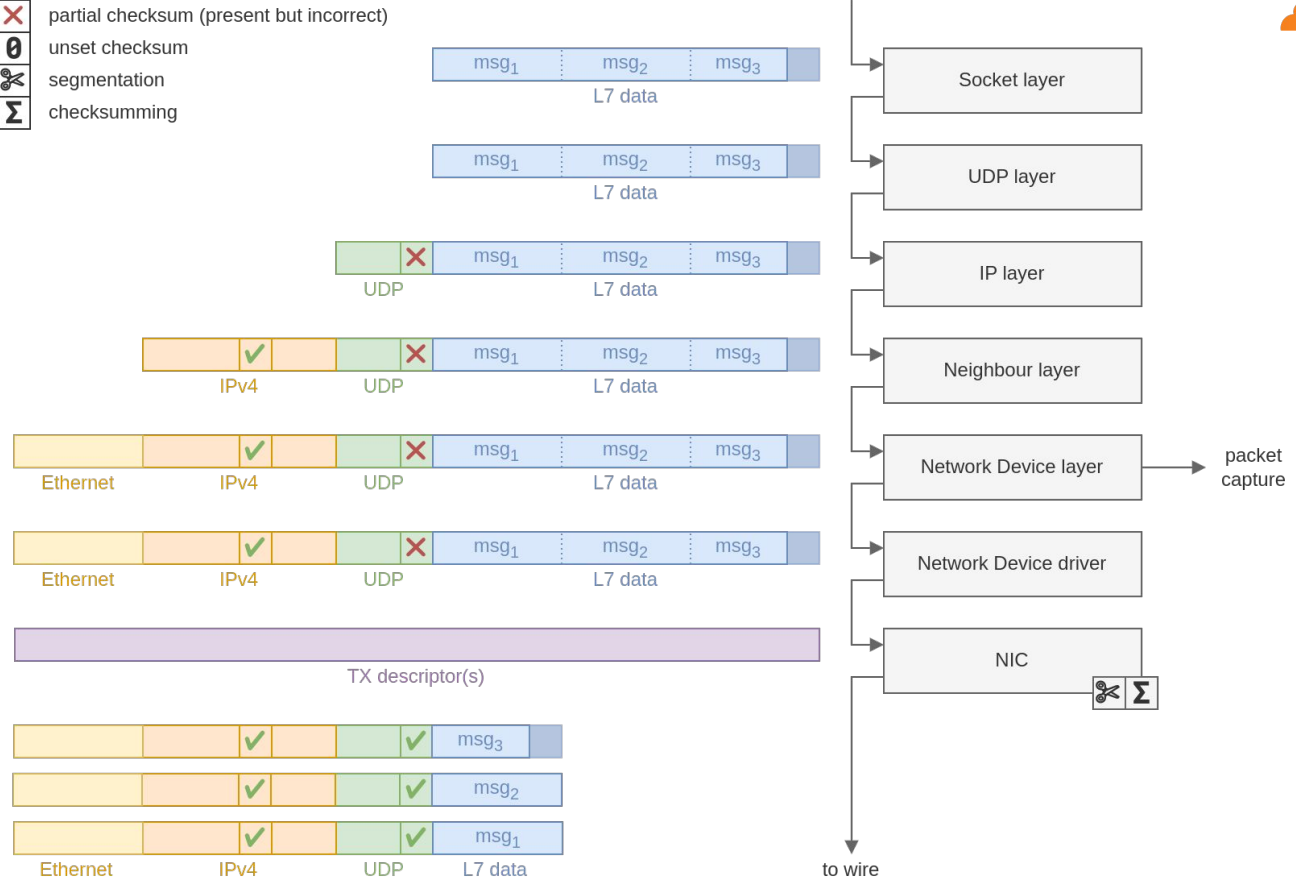 partial checksum (present but incorrect)
0 unset checksum
segmentation
Σ checksumming
msg1 msg2 msg3
L7 data
Socket layer
msg1 msg2 msg3
L7 data
UDP layer
msg1 msg2 msg3
UDP L7 data
IP layer
msg1 msg2 msg3
IPv4 UDP L7 data
Neighbour layer
msg1 msg2 msg3
Ethernet IPv4 UDP L7 data
Network Device layer
packet
capture
msg1 msg2 msg3
Ethernet IPv4 UDP L7 data
Network Device driver
TX descriptor(s)
NIC
Σ
msg3
msg2
msg1
Ethernet IPv4 UDP L7 data
to wire